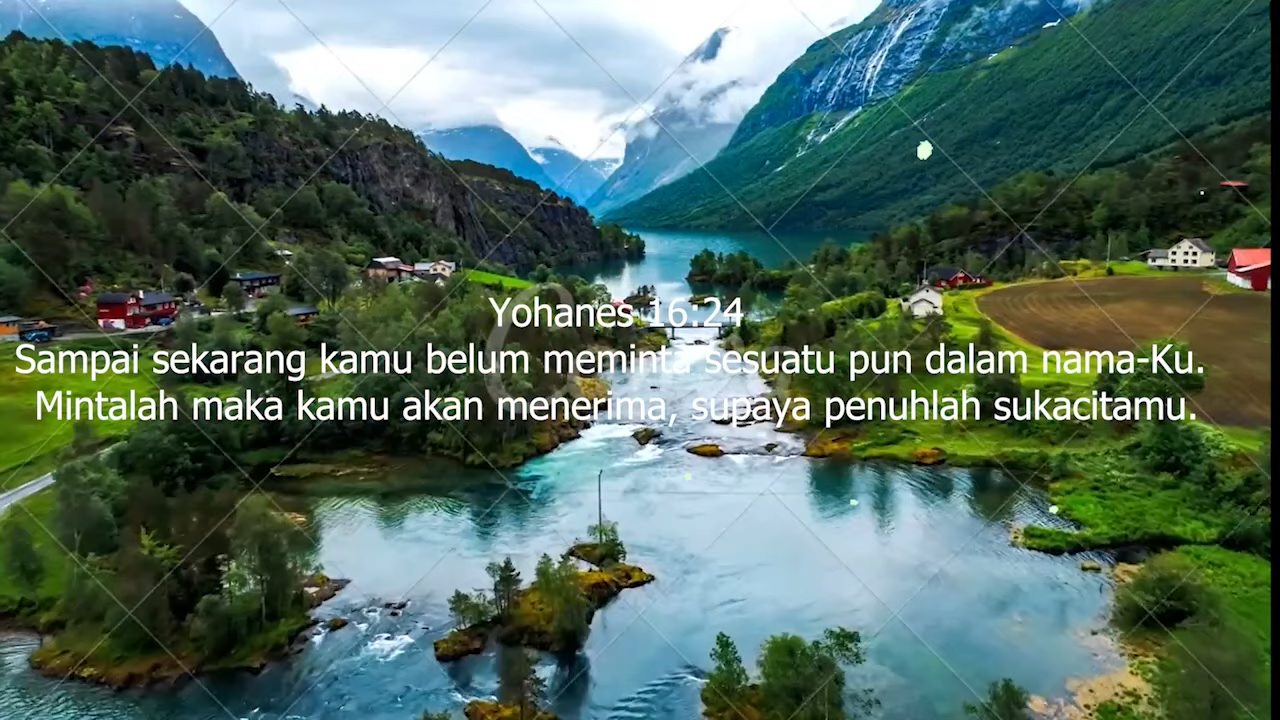 Yohanes 16:24
Sampai sekarang kamu belum meminta sesuatu pun dalam nama-Ku.
Mintalah maka kamu akan menerima, supaya penuhlah sukacitamu.